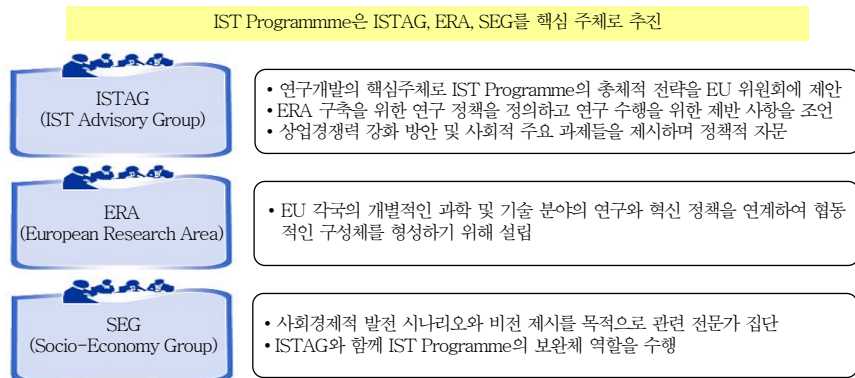 IST Programmme은 ISTAG, ERA, SEG를 핵심 주체로 추진
ISTAG
(IST Advisory Group)
• 연구개발의 핵심주체로 IST Programme의 총체적 전략을 EU 위원회에 제안
• ERA 구축을 위한 연구 정책을 정의하고 연구 수행을 위한 제반 사항을 조언
• 상업경쟁력 강화 방안 및 사회적 주요 과제들을 제시하며 정책적 자문
ERA
(European Research Area)
• EU 각국의 개별적인 과학 및 기술 분야의 연구와 혁신 정책을 연계하여 협동
적인 구성체를 형성하기 위해 설립
SEG
(Socio-Economy Group)
• 사회경제적 발전 시나리오와 비전 제시를 목적으로 관련 전문가 집단
• ISTAG와 함께 IST Programme의 보완체 역할을 수행